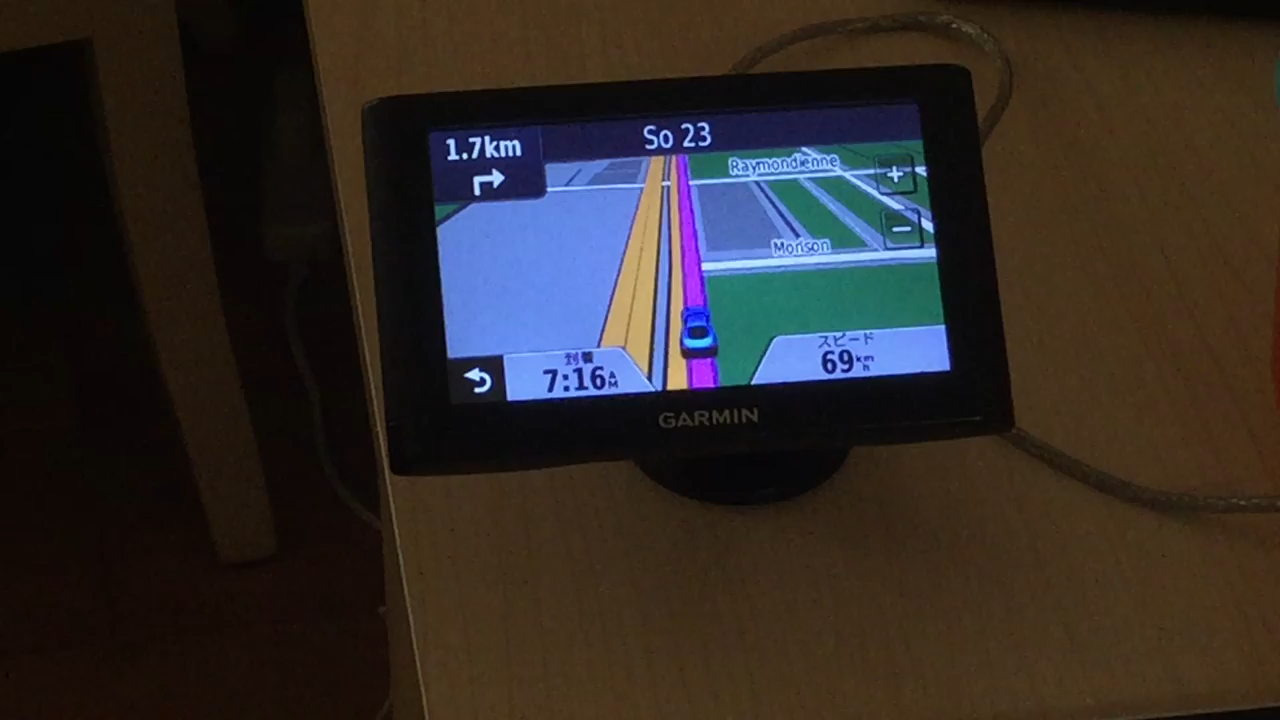 1.7km
So 23
Raymondienne
+
Morison
−
到着
7:16AM
スピード
69km/h
GARMIN